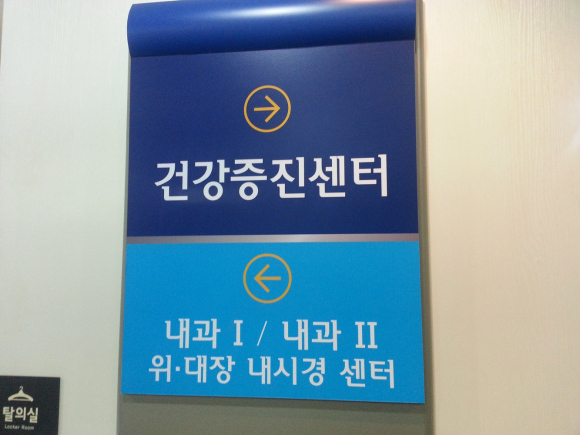 건강증진센터
내과 I / 내과 II
위·대장 내시경 센터
탈의실
Locker Room